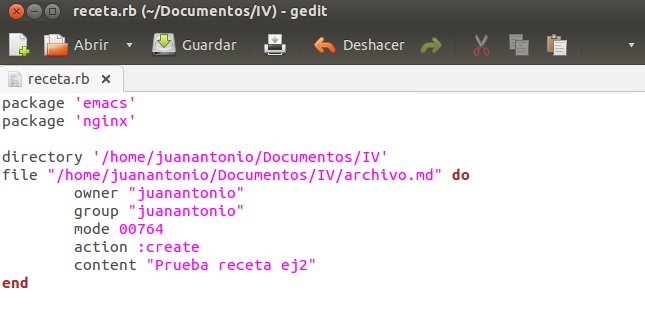 receta.rb (~/Documentos/IV) - gedit
Abrir Guardar Deshacer
receta.rb
package 'emacs'
package 'nginx'
directory '/home/juanantonio/Documentos/IV'
file "/home/juanantonio/Documentos/IV/archivo.md" do
owner "juanantonio"
group "juanantonio"
mode 00764
action :create
content "Prueba receta ej2"
end